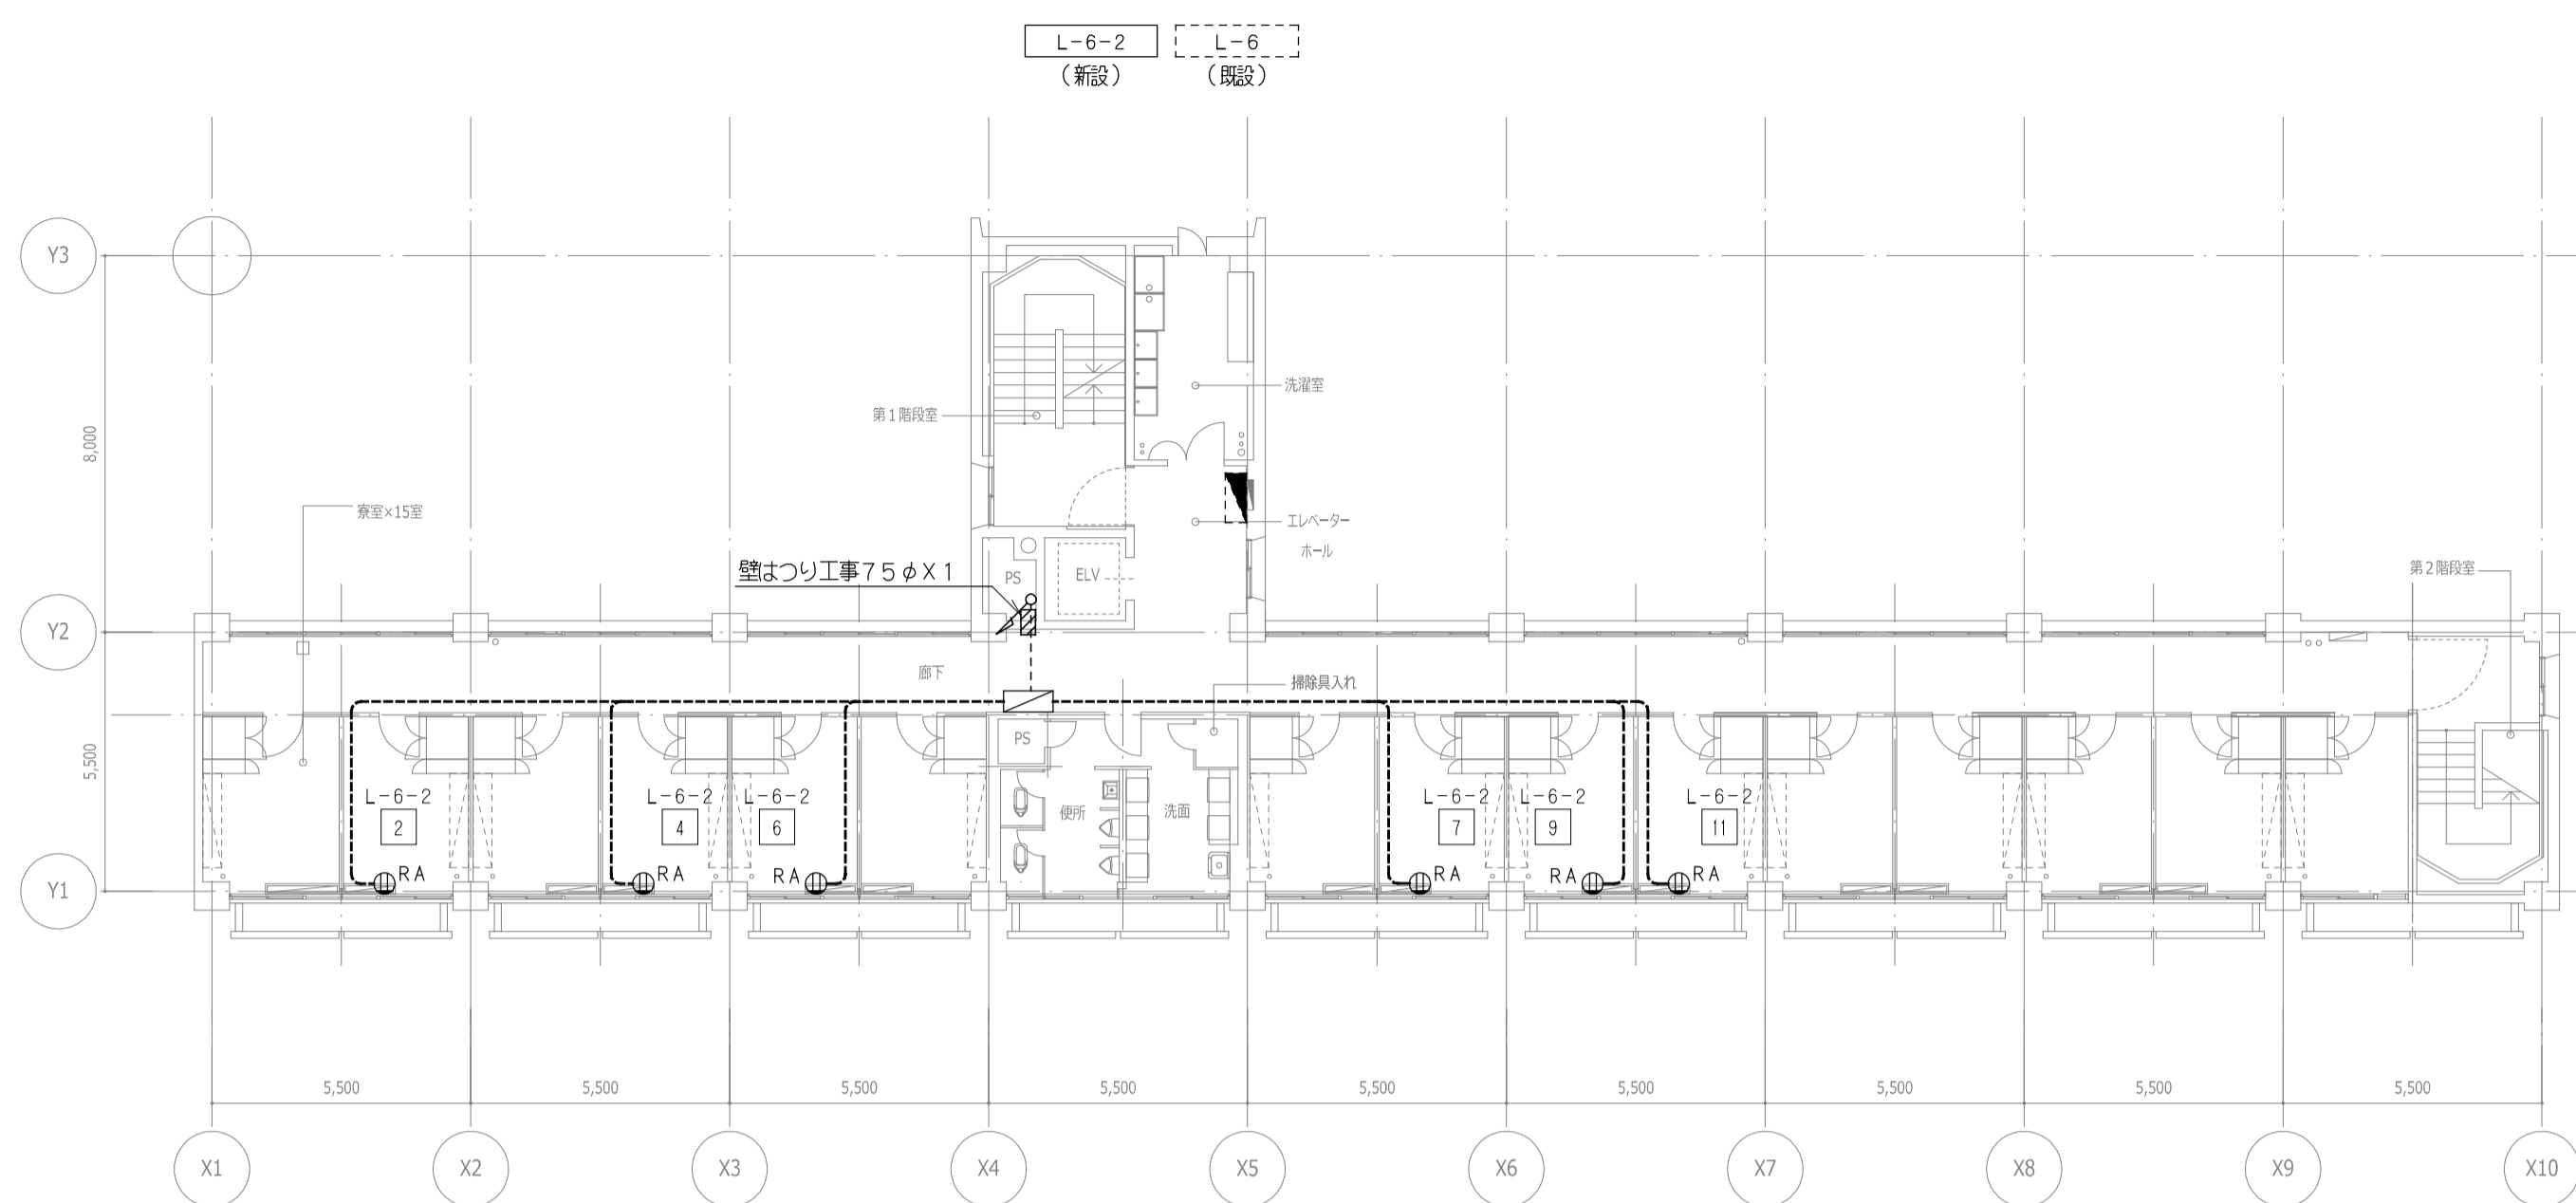 L-6-2
L-6
(新設)
(既設)
Y3
洗濯室
第1階段室
8,000
寮室×15室
エレベーター
ホール
壁はつり工事75φX1
PS
ELV
第2階段室
Y2
廊下
掃除具入れ
PS
5,500
L-6-2
2
L-6-2
4
L-6-2
6
便所
洗面
L-6-2
7
L-6-2
9
L-6-2
11
RA
RA
RA
RA
RA
RA
Y1
5,500
5,500
5,500
5,500
5,500
5,500
5,500
5,500
5,500
X1
X2
X3
X4
X5
X6
X7
X8
X9
X10